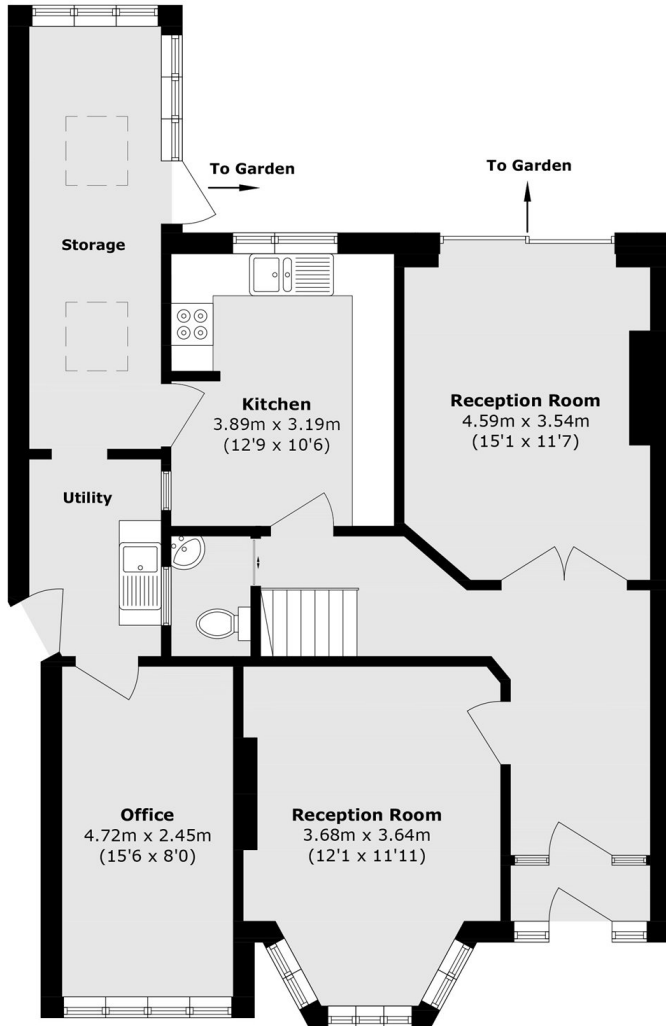 To Garden
To Garden
Storage
Kitchen
3.89m x 3.19m
(12'9 x 10'6)
Reception Room
4.59m x 3.54m
(15'1 x 11'7)
Utility
Office
4.72m x 2.45m
(15'6 x 8'0)
Reception Room
3.68m x 3.64m
(12'1 x 11'11)